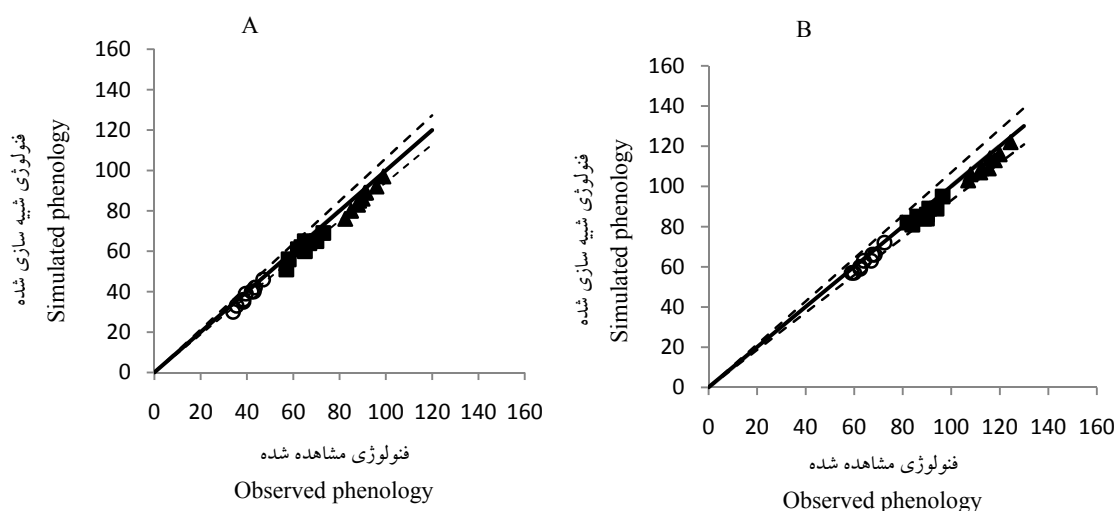 A
160
140
120
100
80
60
40
20
0
0 20 40 60 80 100 120 140 160
فنولوژی شبیه سازی شده
Simulated phenology
فنولوژی مشاهده شده
Observed phenology
B
160
140
120
100
80
60
40
20
0
0 20 40 60 80 100 120 140 160
فنولوژی شبیه سازی شده
Simulated phenology
فنولوژی مشاهده شده
Observed phenology